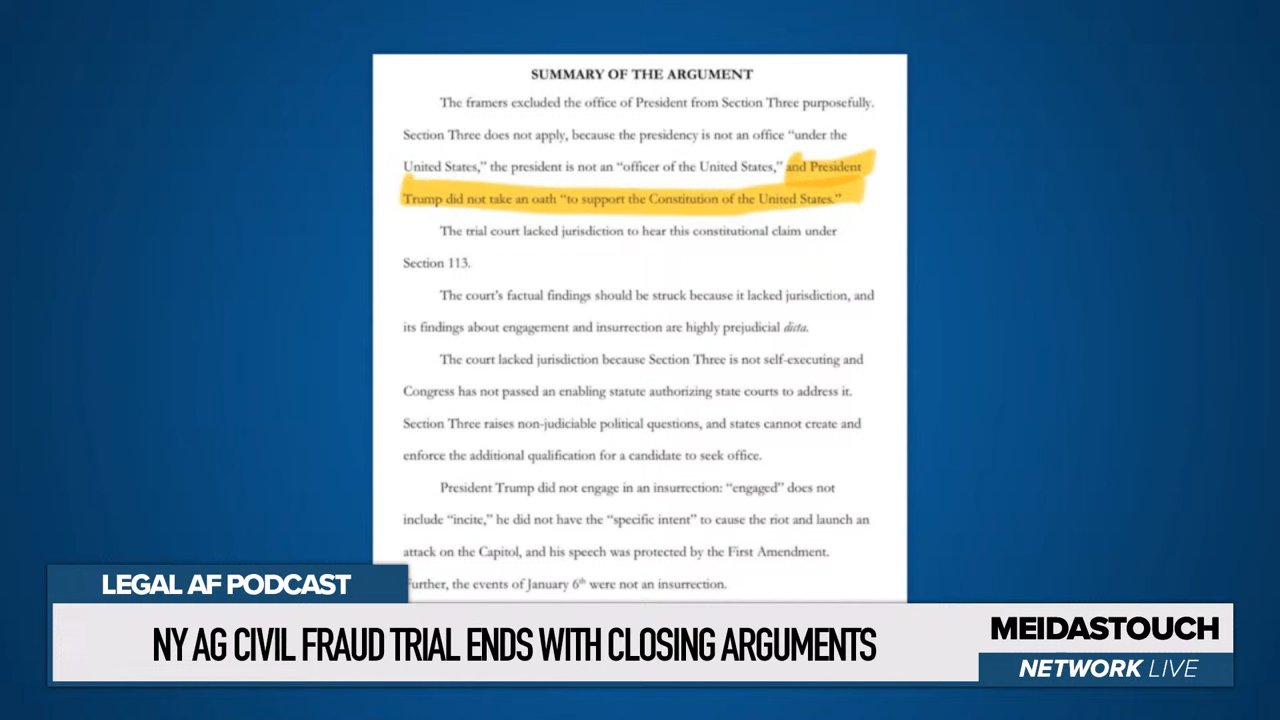 SUMMARY OF THE ARGUMENT
The framers excluded the office of President from Section Three purposefully.
Section Three does not apply, because the presidency is not an office “under the
United States,” the president is not an “officer of the United States,” and President
Trump did not take an oath “to support the Constitution of the United States.”
The trial court lacked jurisdiction to hear this constitutional claim under
Section 113.
The court’s factual findings should be struck because it lacked jurisdiction, and
its findings about engagement and insurrection are highly prejudicial dicta.
The court lacked jurisdiction because Section Three is not self-executing and
Congress has not passed an enabling statute authorizing state courts to address it.
Section Three raises non-judiciable political questions, and states cannot create and
enforce the additional qualification for a candidate to seek office.
President Trump did not engage in an insurrection: “engaged” does not
include “incite,” he did not have the “specific intent” to cause the riot and launch an
attack on the Capitol, and his speech was protected by the First Amendment.
Further, the events of January 6th were not an insurrection.
LEGAL AF PODCAST
NY AG CIVIL FRAUD TRIAL ENDS WITH CLOSING ARGUMENTS
MEIDASTOUCH
NETWORK LIVE